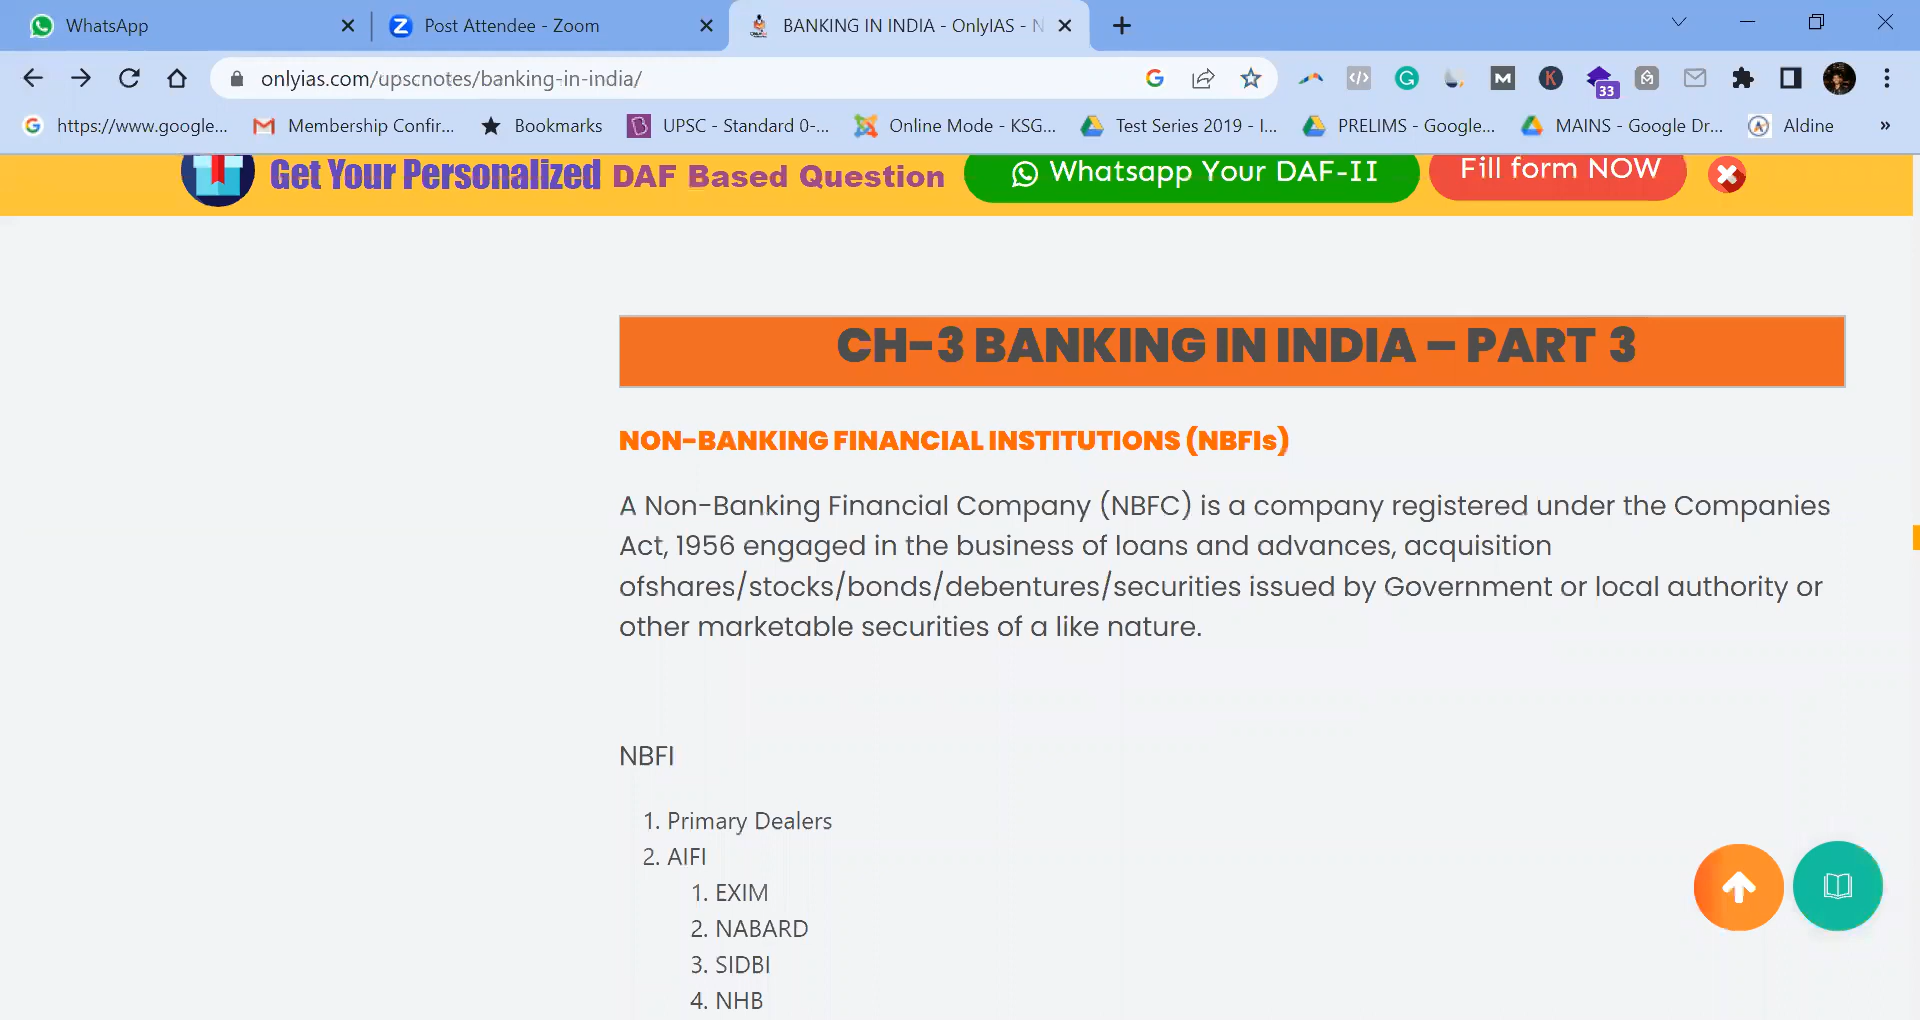 WhatsApp
Post Attendee - Zoom
BANKING IN INDIA - OnlyIAS - N
onlyias.com/upscnotes/banking-in-india/
33
https://www.google...
Membership Confir...
Bookmarks
UPSC - Standard 0-...
Online Mode - KSG...
Test Series 2019 - I...
PRELIMS - Google...
MAINS - Google Dr...
Aldine
»
Get Your Personalized DAF Based Question
Whatsapp Your DAF-II
Fill form NOW
CH-3 BANKING IN INDIA – PART 3
NON-BANKING FINANCIAL INSTITUTIONS (NBFIs)
A Non-Banking Financial Company (NBFC) is a company registered under the Companies
Act, 1956 engaged in the business of loans and advances, acquisition
ofshares/stocks/bonds/debentures/securities issued by Government or local authority or
other marketable securities of a like nature.
NBFI
1. Primary Dealers
2. AIFI
1. EXIM
2. NABARD
3. SIDBI
4. NHB